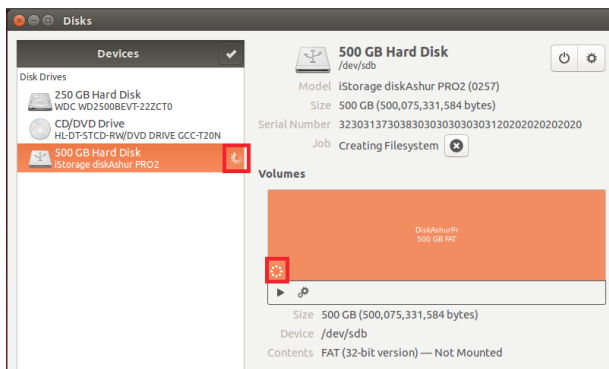 Disks
Devices
Disk Drives
250 GB Hard Disk
WDC WD2500BEVT-22ZCT0
CD/DVD Drive
HL-DT-STCD-RW/DVD DRIVE GCC-T20N
500 GB Hard Disk
iStorage diskAshur PRO2
500 GB Hard Disk
/dev/sdb
Model iStorage diskAshur PRO2 (0257)
Size 500 GB (500,075,331,584 bytes)
Serial Number 32303137303830303030303031202020202020
Job Creating Filesystem
Volumes
DiskAshurPr
500 GB FAT
Size 500 GB (500,075,331,584 bytes)
Device /dev/sdb
Contents FAT (32-bit version) — Not Mounted